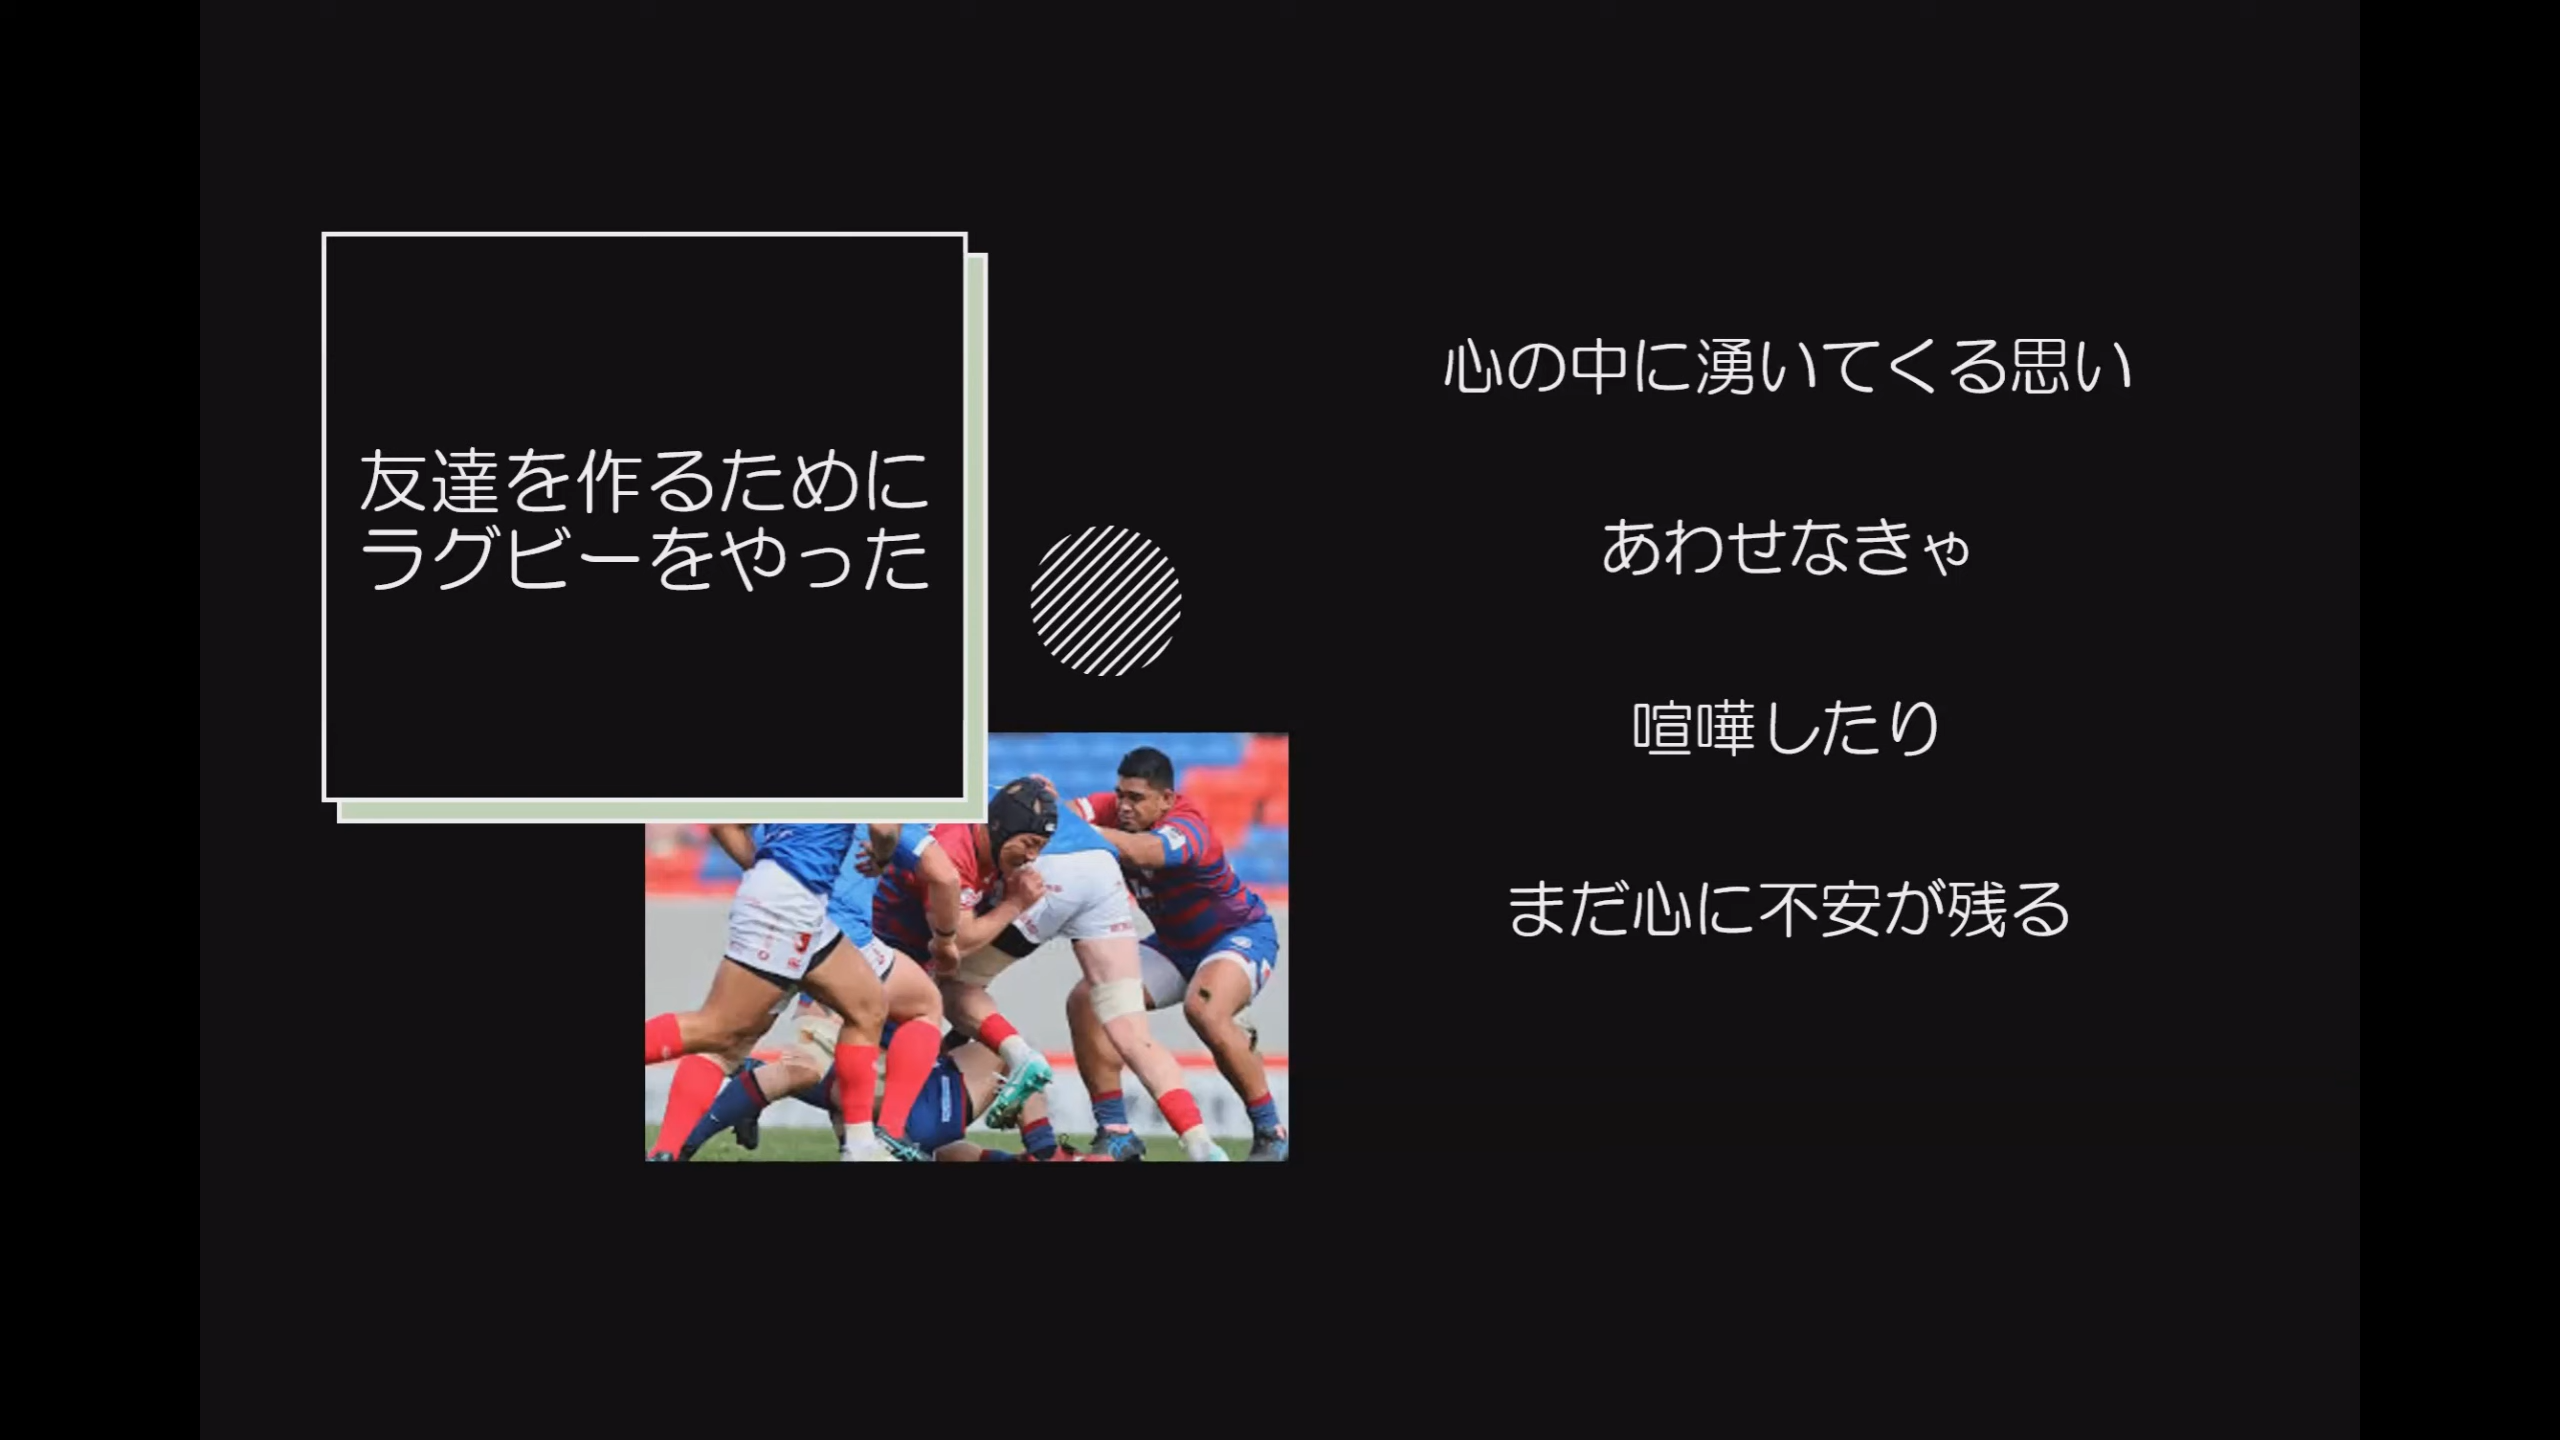 友達を作るために
ラグビーをやった
心の中に湧いてくる思い
あわせなきゃ
喧嘩したり
まだ心に不安が残る